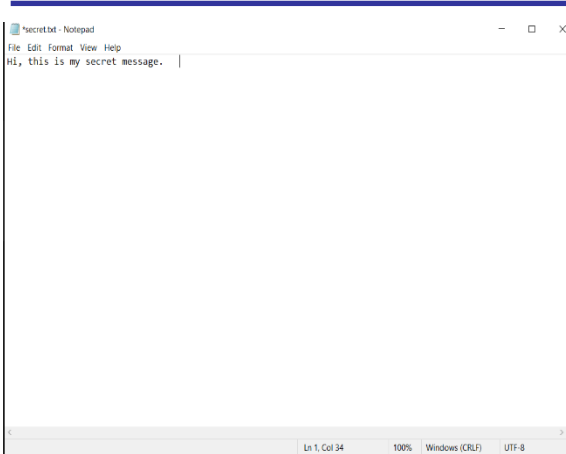 *secret.txt - Notepad
File Edit Format View Help
Hi, this is my secret message.
Ln 1, Col 34 100% Windows (CRLF) UTF-8